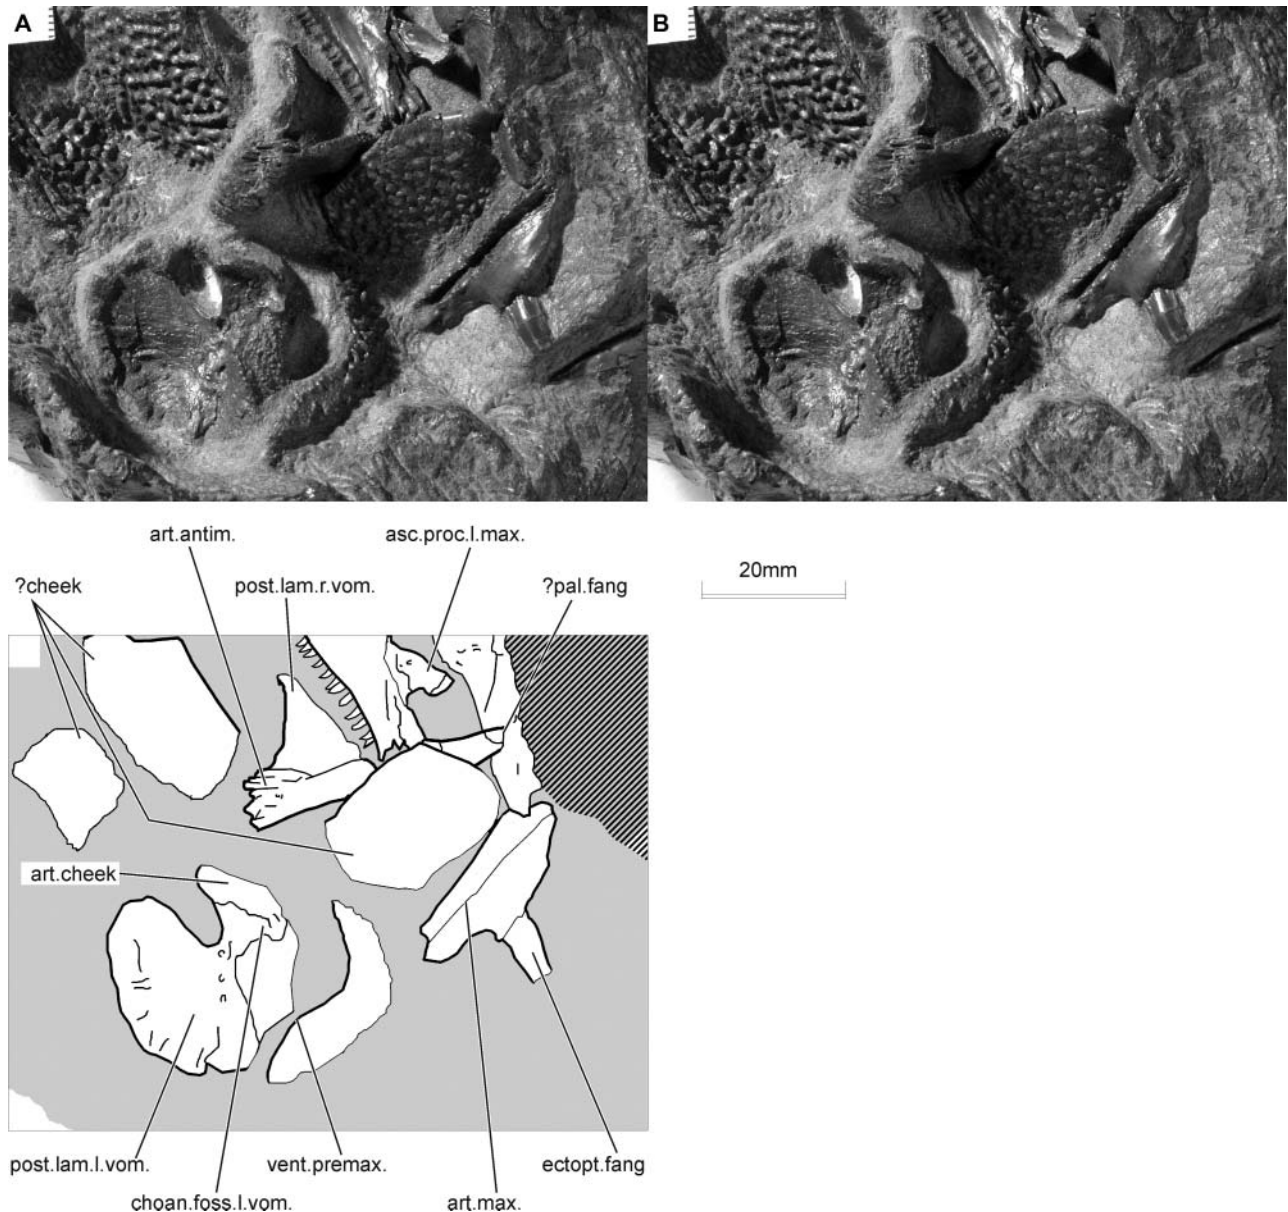 A
B
art.antim.
asc.proc.l.max.
?cheek
post.lam.r.vom.
?pal.fang
20mm
art.cheek
post.lam.l.vom.
vent.premax.
ectopt.fang
choan.foss.l.vom.
art.max.